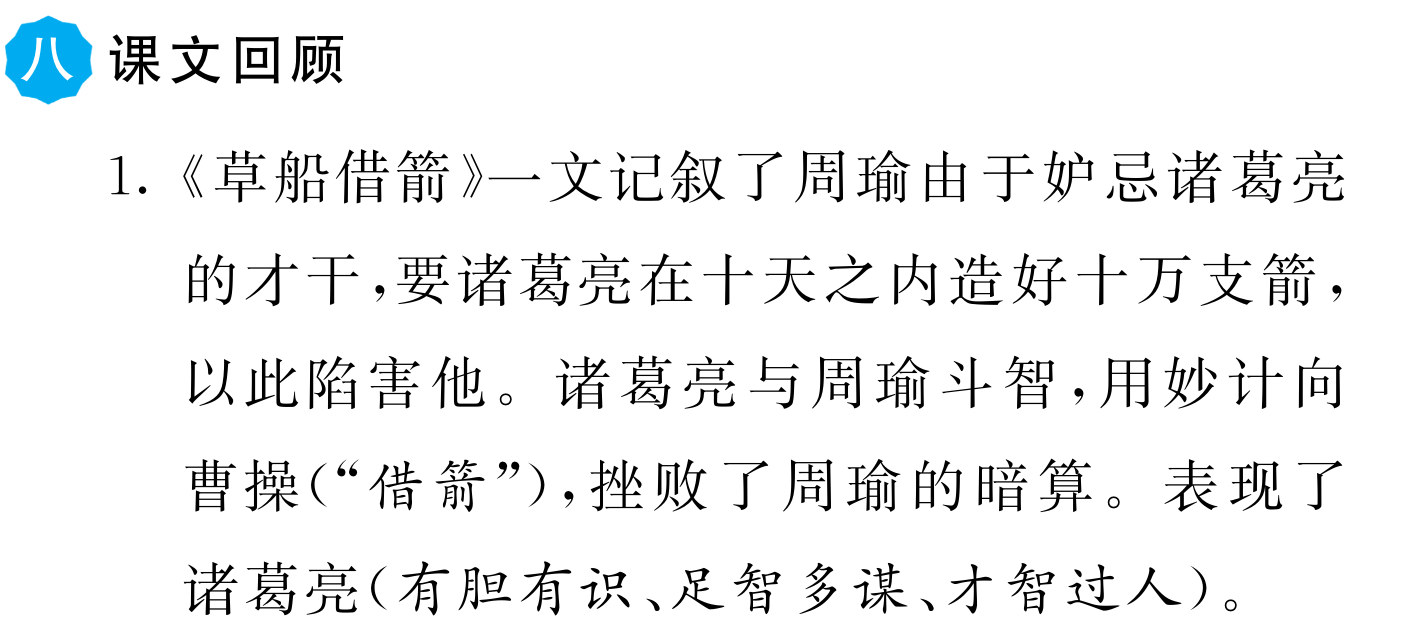 八 课文回顾
1.《草船借箭》一文记叙了周瑜由于妒忌诸葛亮
的才干,要诸葛亮在十天之内造好十万支箭,
以此陷害他。诸葛亮与周瑜斗智,用妙计向
曹操(“借箭”),挫败了周瑜的暗算。表现了
诸葛亮(有胆有识、足智多谋、才智过人)。